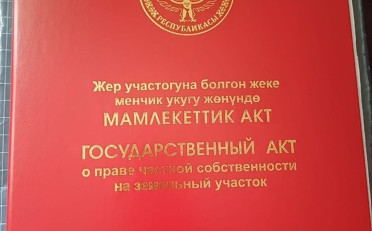 РЕСПУБЛИКАСЫ
Жер участогуна болгон жеке
менчик укугу жөнүндө
МАМЛЕКЕТТИК АКТ
ГОСУДАРСТВЕННЫЙ АКТ
о праве частной собственности
на земельный участок